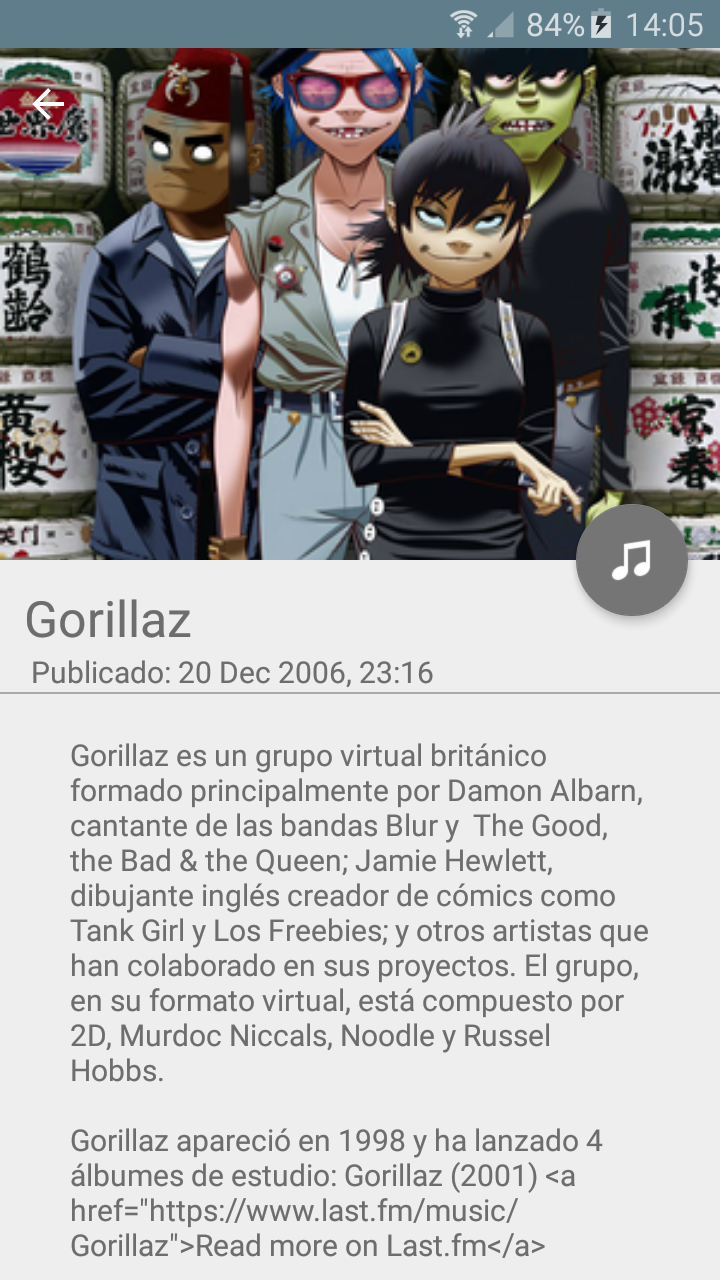 84% 14:05
鶴
齢
黄
桜
京
春
Gorillaz
Publicado: 20 Dec 2006, 23:16
Gorillaz es un grupo virtual británico
formado principalmente por Damon Albarn,
cantante de las bandas Blur y  The Good,
the Bad & the Queen; Jamie Hewlett,
dibujante inglés creador de cómics como
Tank Girl y Los Freebies; y otros artistas que
han colaborado en sus proyectos. El grupo,
en su formato virtual, está compuesto por
2D, Murdoc Niccals, Noodle y Russel
Hobbs.
Gorillaz apareció en 1998 y ha lanzado 4
álbumes de estudio: Gorillaz (2001) <a
href="https://www.last.fm/music/
Gorillaz">Read more on Last.fm</a>